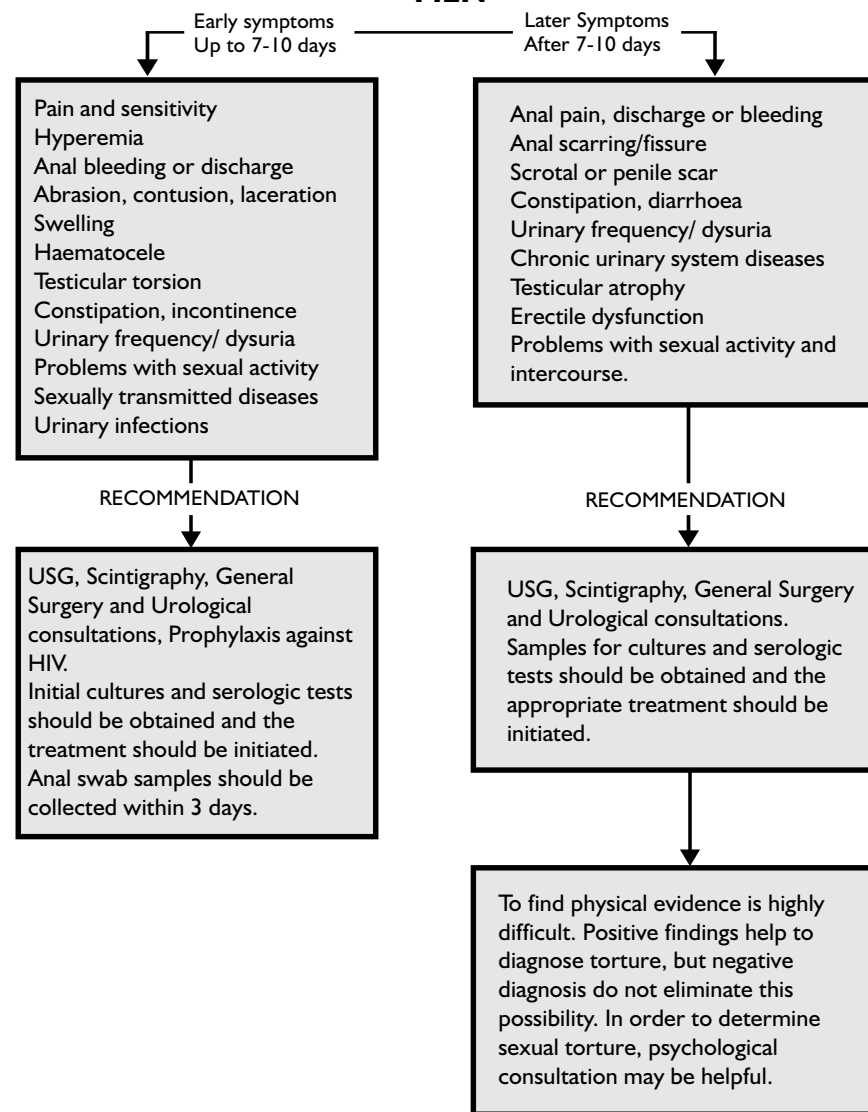 Early symptoms
Up to 7-10 days
Later Symptoms
After 7-10 days
Pain and sensitivity
Hyperemia
Anal bleeding or discharge
Abrasion, contusion, laceration
Swelling
Haematocele
Testicular torsion
Constipation, incontinence
Urinary frequency/ dysuria
Problems with sexual activity
Sexually transmitted diseases
Urinary infections
Anal pain, discharge or bleeding
Anal scarring/fissure
Scrotal or penile scar
Constipation, diarrhoea
Urinary frequency/ dysuria
Chronic urinary system diseases
Testicular atrophy
Erectile dysfunction
Problems with sexual activity and
intercourse.
RECOMMENDATION
RECOMMENDATION
USG, Scintigraphy, General
Surgery and Urological
consultations, Prophylaxis against
HIV.
Initial cultures and serologic tests
should be obtained and the
treatment should be initiated.
Anal swab samples should be
collected within 3 days.
USG, Scintigraphy, General Surgery
and Urological consultations.
Samples for cultures and serologic
tests should be obtained and the
appropriate treatment should be
initiated.
To find physical evidence is highly
difficult. Positive findings help to
diagnose torture, but negative
diagnosis do not eliminate this
possibility. In order to determine
sexual torture, psychological
consultation may be helpful.